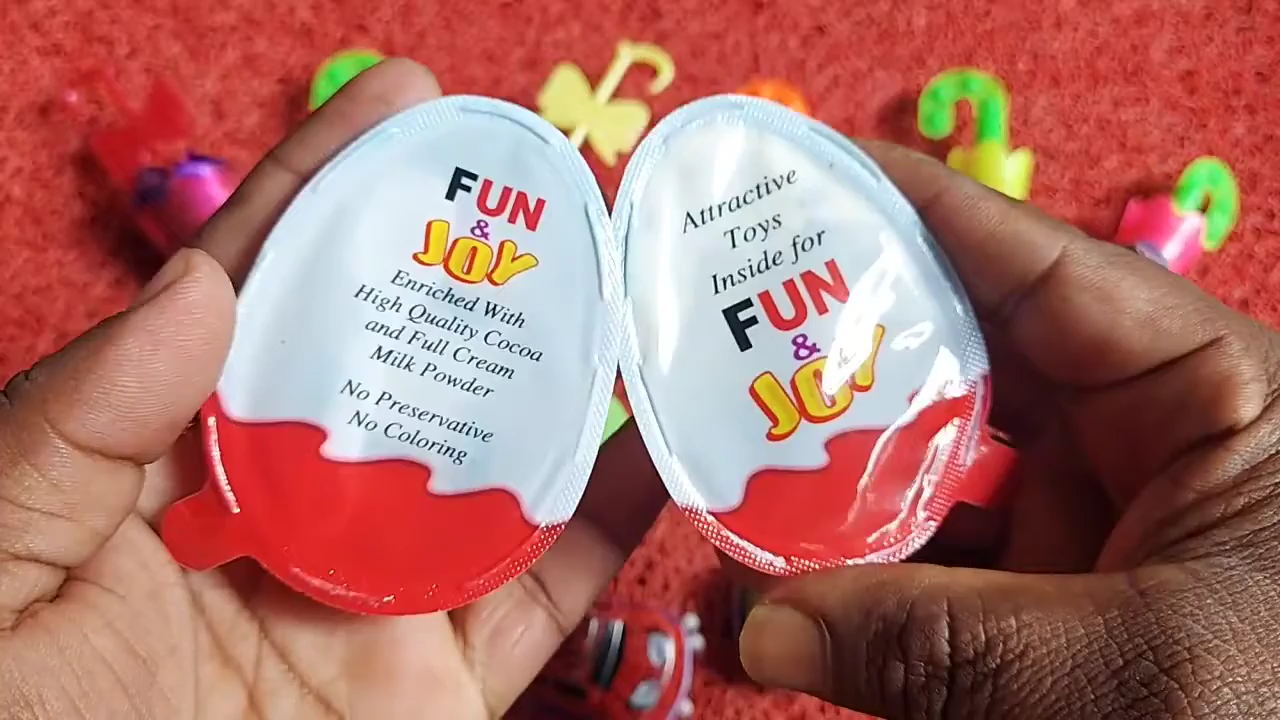 FUN
&
JOY
Enriched With
High Quality Cocoa
and Full Cream
Milk Powder
No Preservative
No Coloring
Attractive
Toys
Inside for
FUN
&
JOY